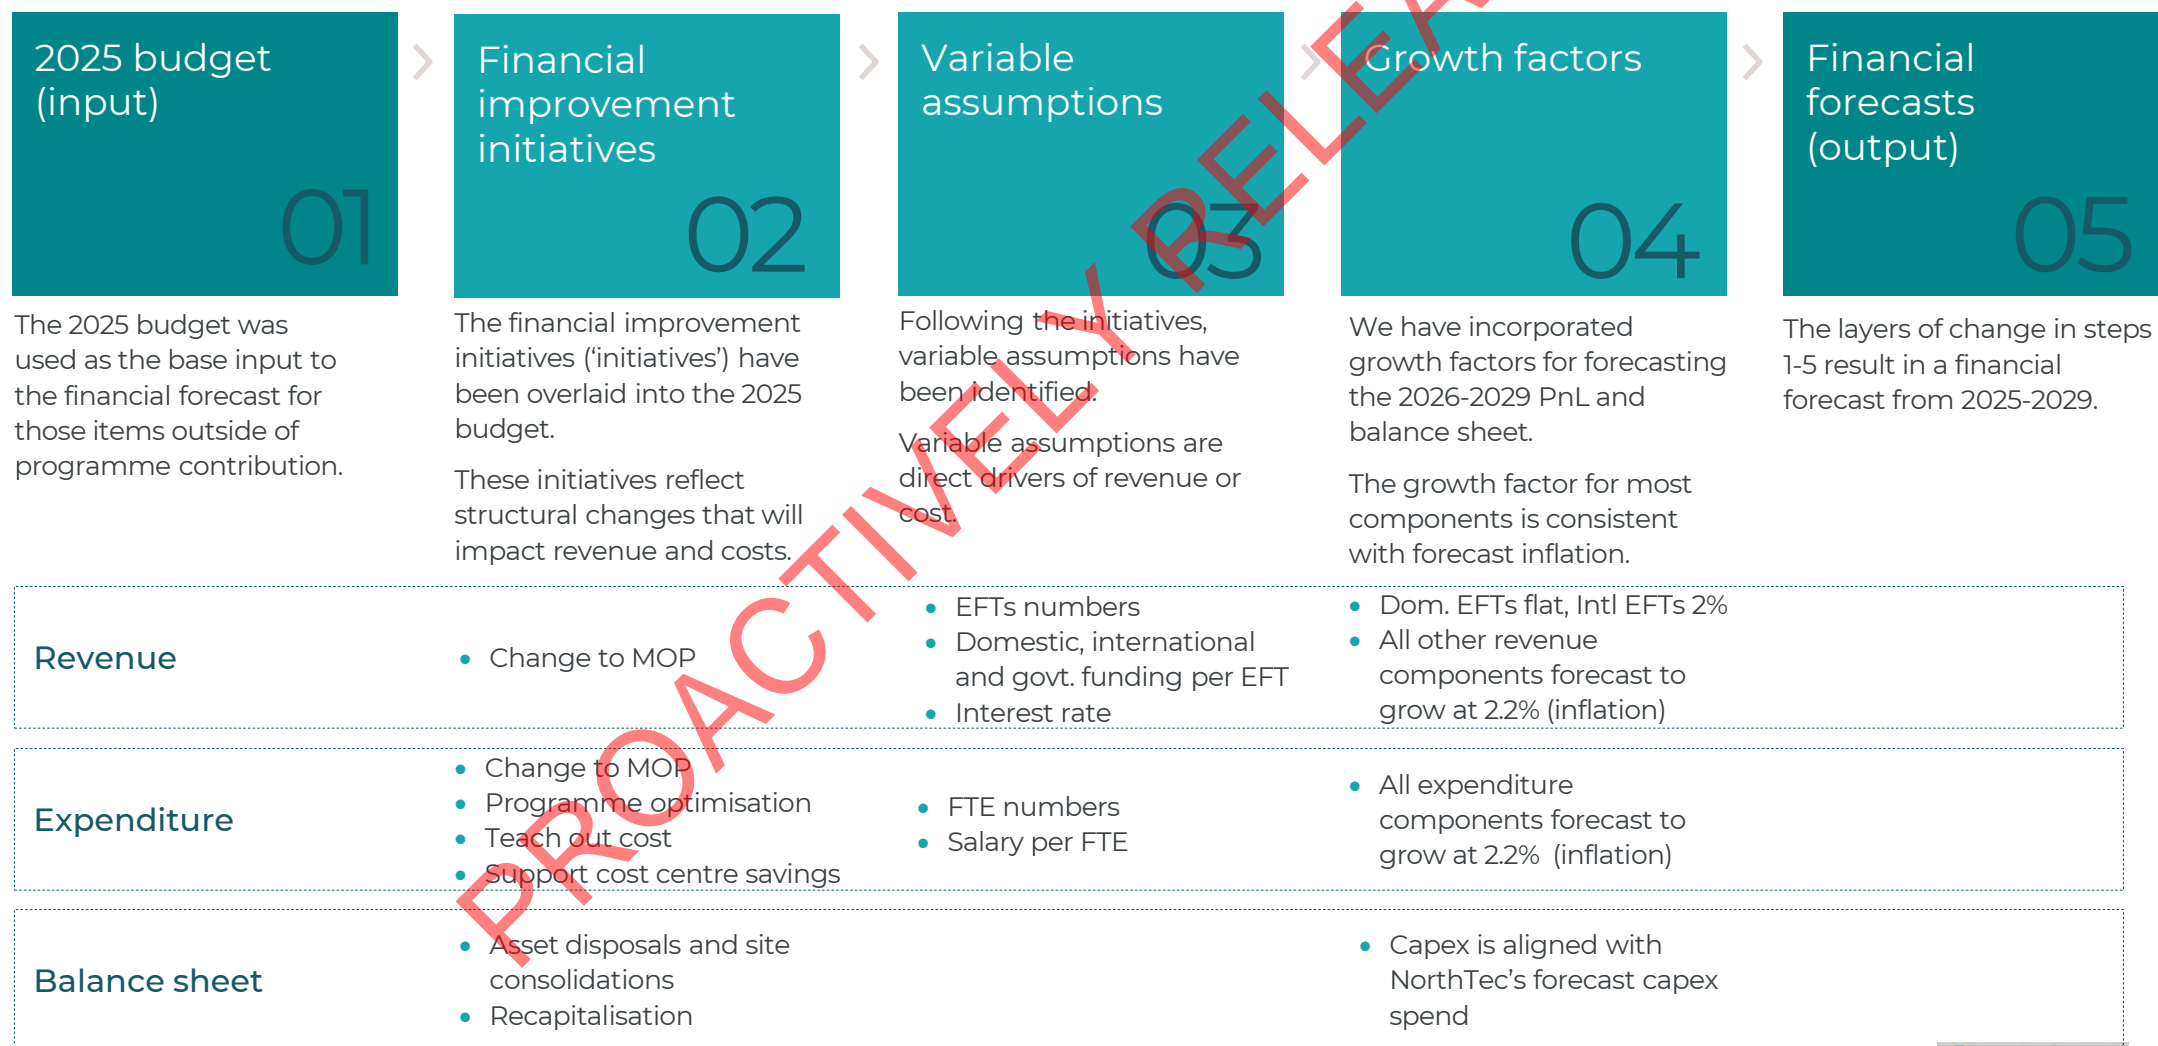 2025 budget
(input)
01
Financial
improvement
initiatives
02
Variable
assumptions
03
Growth factors
04
Financial
forecasts
(output)
05
The 2025 budget was
used as the base input to
the financial forecast for
those items outside of
programme contribution.
The financial improvement
initiatives (‘initiatives’) have
been overlaid into the 2025
budget.
These initiatives reflect
structural changes that will
impact revenue and costs.
Following the initiatives,
variable assumptions have
been identified.
Variable assumptions are
direct drivers of revenue or
cost.
We have incorporated
growth factors for forecasting
the 2026-2029 PnL and
balance sheet.
The growth factor for most
components is consistent
with forecast inflation.
The layers of change in steps
1-5 result in a financial
forecast from 2025-2029.
Revenue
• Change to MOP
• EFTs numbers
• Domestic, international
and govt. funding per EFT
• Interest rate
• Dom. EFTs flat, Intl EFTs 2%
• All other revenue
components forecast to
grow at 2.2% (inflation)
Expenditure
• Change to MOP
• Programme optimisation
• Teach out cost
• Support cost centre savings
• FTE numbers
• Salary per FTE
• All expenditure
components forecast to
grow at 2.2% (inflation)
Balance sheet
• Asset disposals and site
consolidations
• Recapitalisation
• Capex is aligned with
NorthTec’s forecast capex
spend
PROACTIVELY RELEA